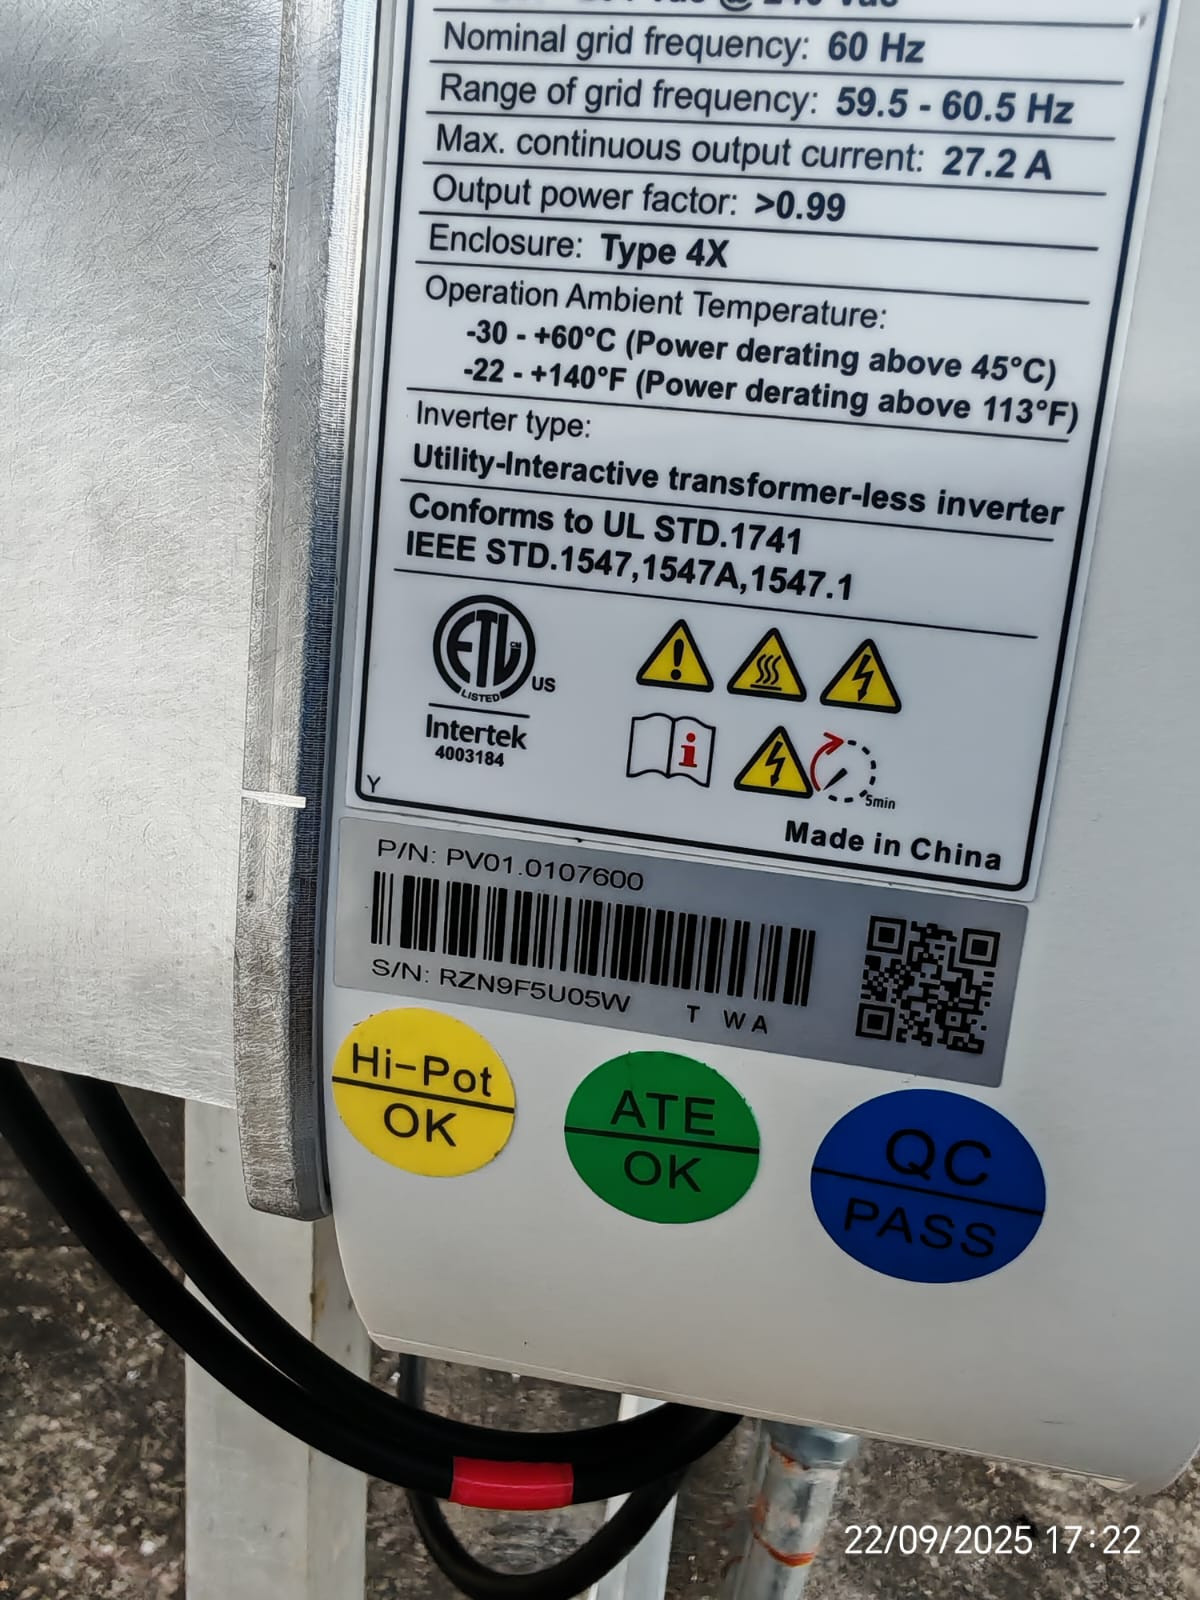 Nominal grid frequency: 60 Hz
Range of grid frequency: 59.5 - 60.5 Hz
Max. continuous output current: 27.2 A
Output power factor: >0.99
Enclosure: Type 4X
Operation Ambient Temperature:
-30 - +60°C (Power derating above 45°C)
-22 - +140°F (Power derating above 113°F)
Inverter type:
Utility-Interactive transformer-less inverter
Conforms to UL STD.1741
IEEE STD.1547,1547A,1547.1
ETL CM
LISTED
US
Intertek
4003184
5min
Y
Made in China
P/N: PV01.0107600
S/N: RZN9F5U05W T WA
Hi-Pot
OK
ATE
OK
QC
PASS
22/09/2025 17:22